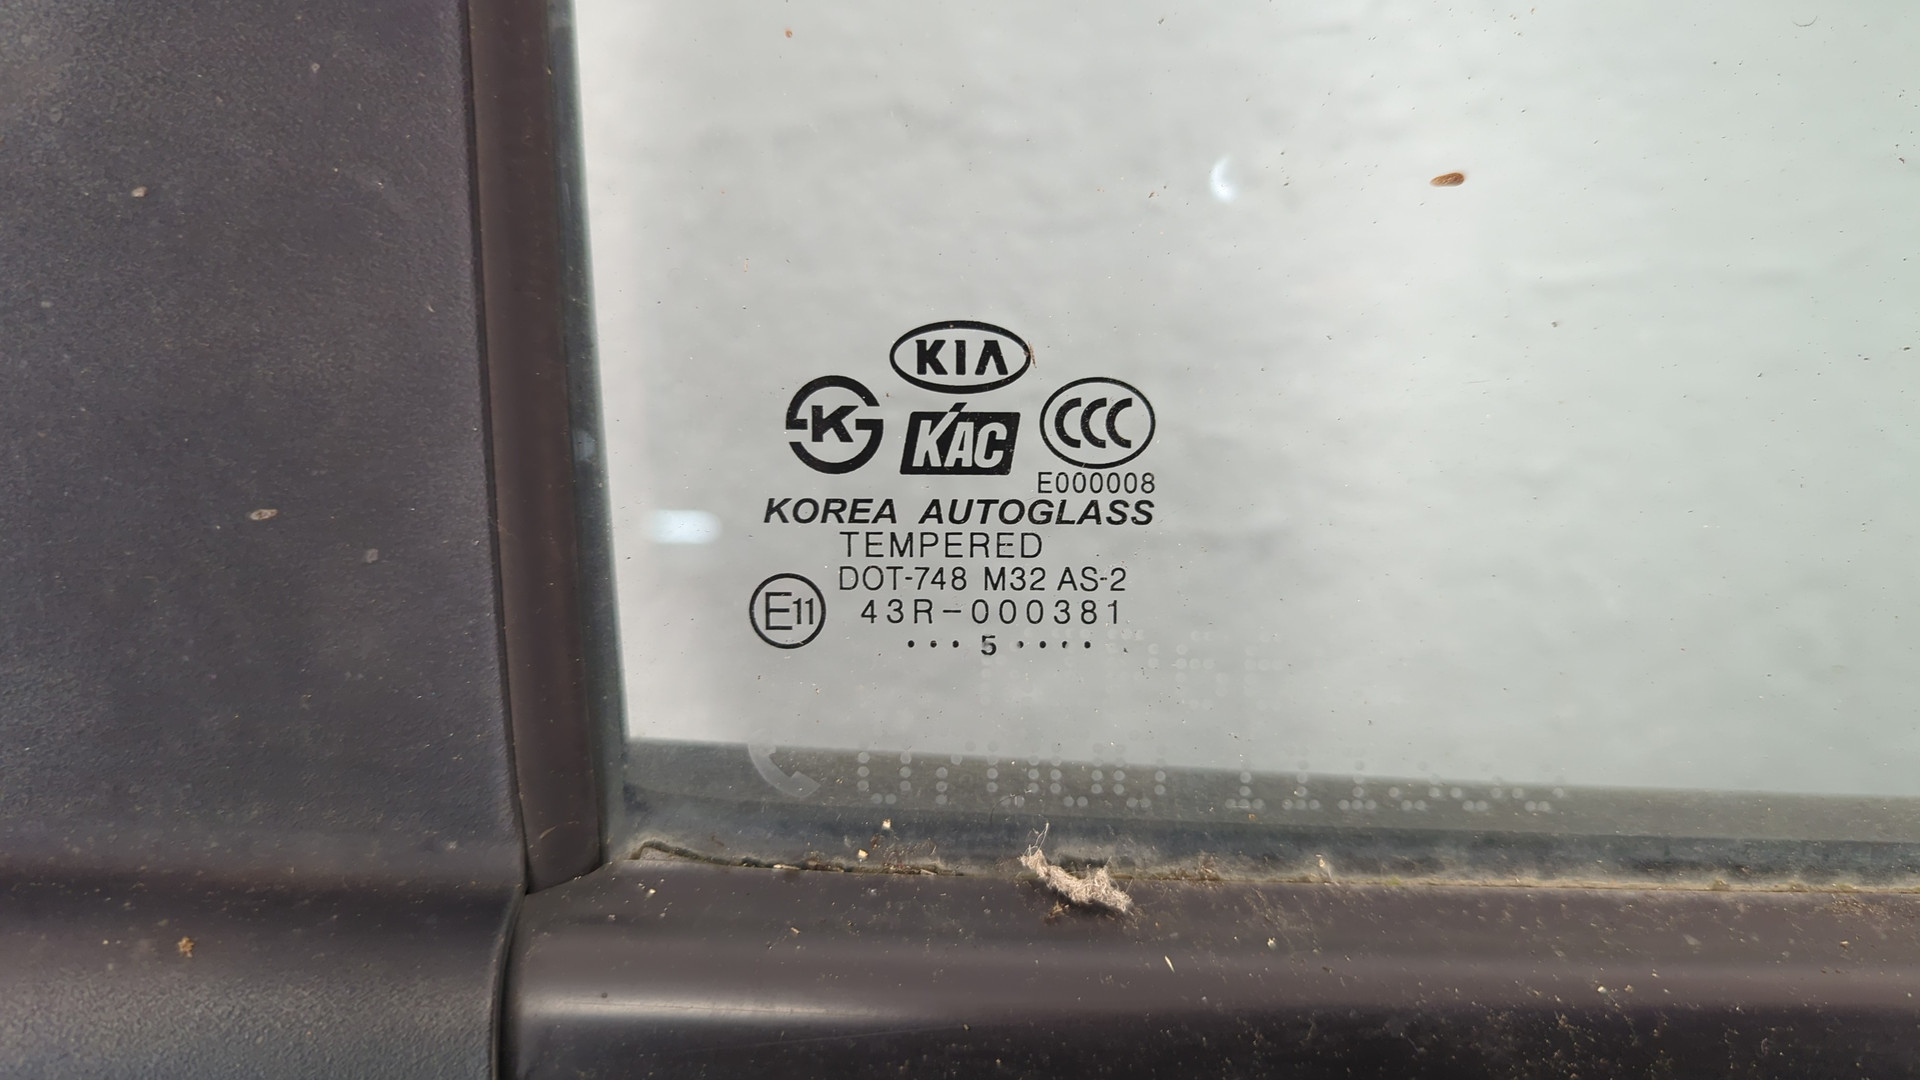 KIA
K
KAC
CCC
E000008
KOREA AUTOGLASS
TEMPERED
DOT-748 M32 AS-2
E11
43R-000381
••• 5 ••••